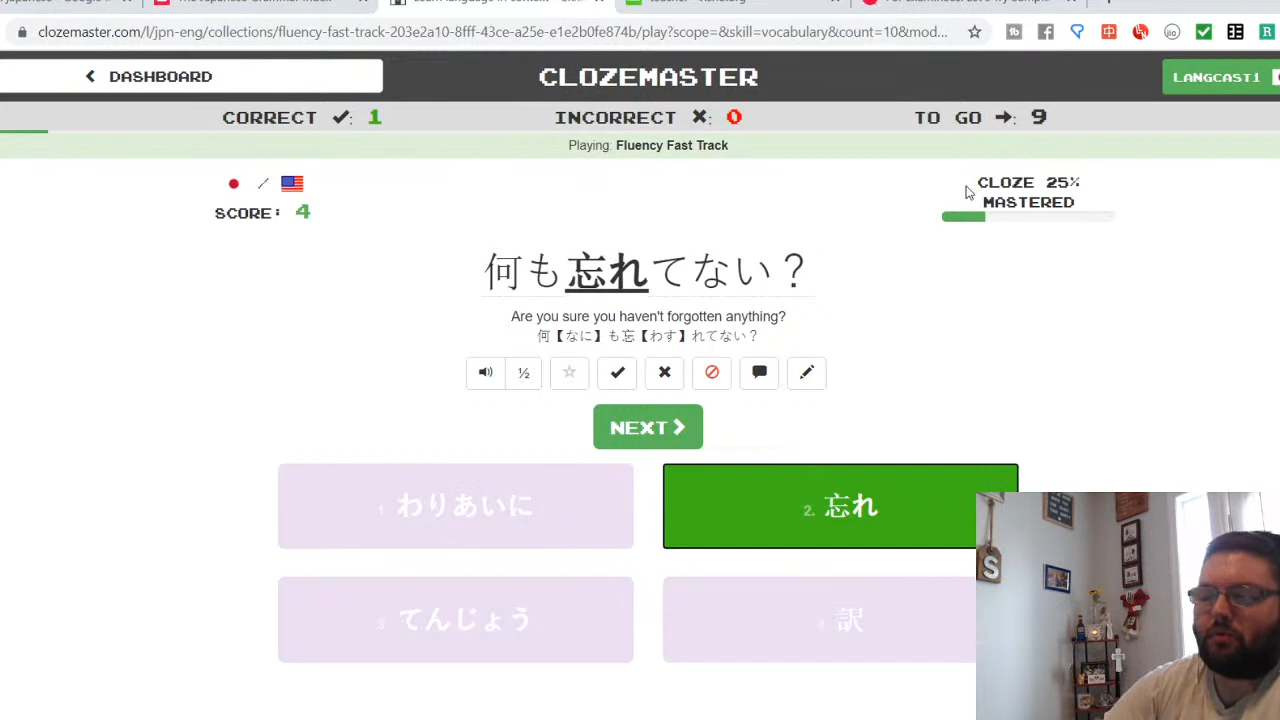 clozemaster.com/l/jpn-eng/collections/fluency-fast-track-20312a10-8fff-43ce-a25b-e12b0fe874b/play?scope=&skill=vocabulary&count=10&mod...
DASHBOARD
CLOZEMASTER
LANGCAST1
CORRECT ✔: 1
INCORRECT ✖: 0
TO GO ➔: 9
Playing: Fluency Fast Track
SCORE: 4
CLOZE 25%
MASTERED
何も忘れてない？
Are you sure you haven't forgotten anything?
何【なに】も忘【わす】れてない？
½
NEXT
1. わりあいに
2. 忘れ
3. てんじょう
4. 訳
S